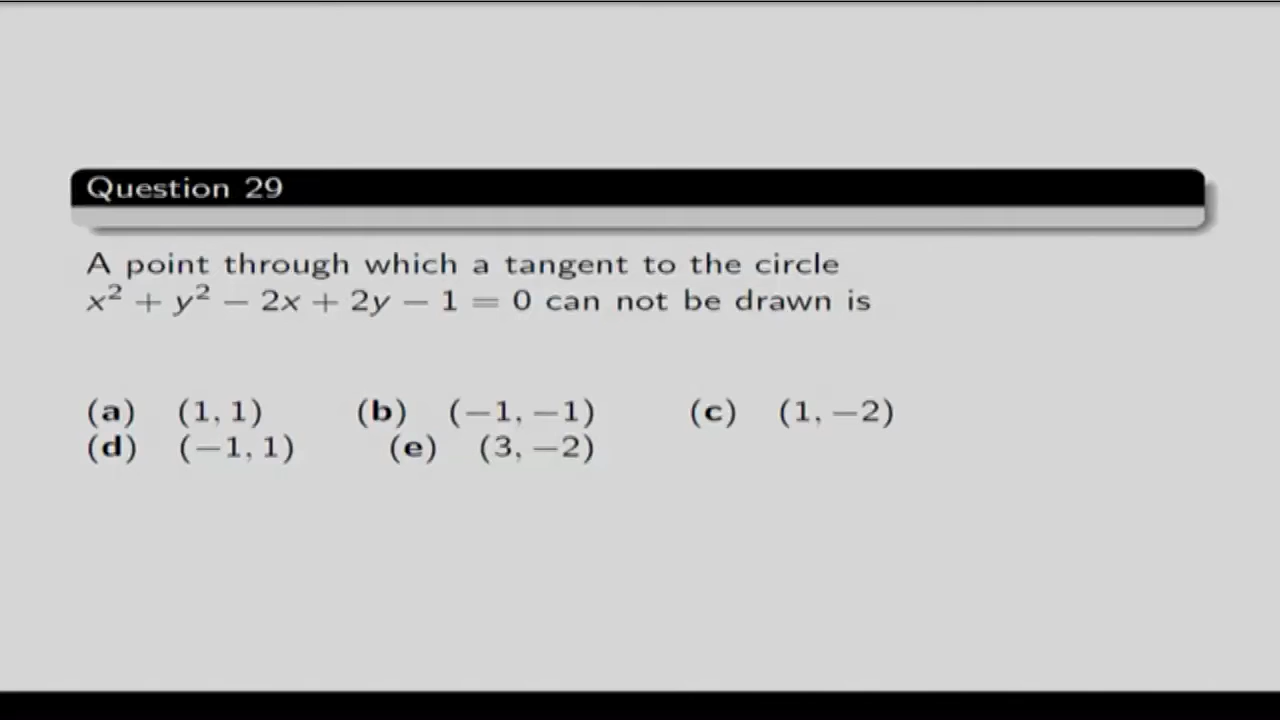 Question 29
A point through which a tangent to the circle
x² + y² − 2x + 2y − 1 = 0 can not be drawn is
(a) (1, 1) (b) (−1, −1) (c) (1, −2)
(d) (−1, 1) (e) (3, −2)